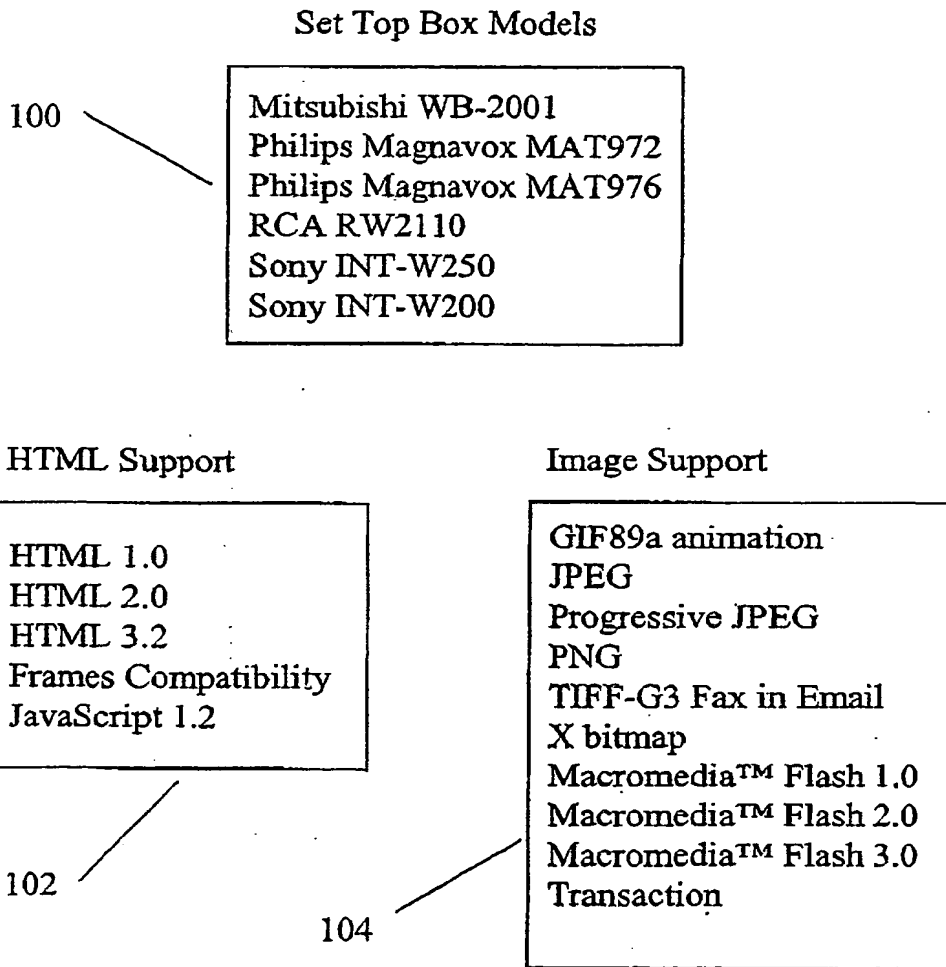 Set Top Box Models
100
Mitsubishi WB-2001
Philips Magnavox MAT972
Philips Magnavox MAT976
RCA RW2110
Sony INT-W250
Sony INT-W200
HTML Support
HTML 1.0
HTML 2.0
HTML 3.2
Frames Compatibility
JavaScript 1.2
102
Image Support
GIF89a animation
JPEG
Progressive JPEG
PNG
TIFF-G3 Fax in Email
X bitmap
Macromedia™ Flash 1.0
Macromedia™ Flash 2.0
Macromedia™ Flash 3.0
Transaction
104